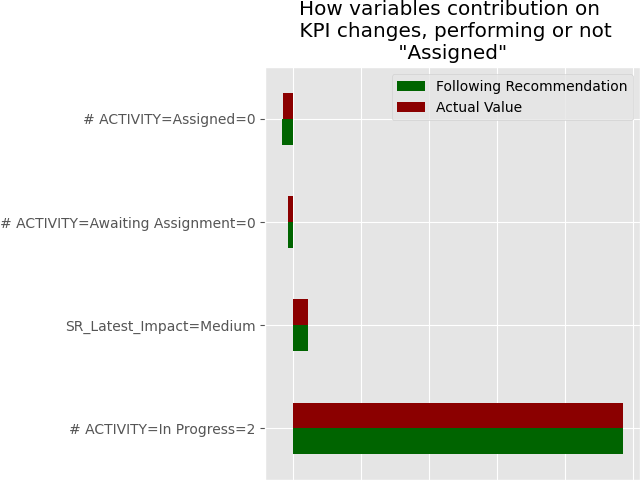 How variables contribution on
KPI changes, performing or not
"Assigned"
Following Recommendation
Actual Value
# ACTIVITY=Assigned=0
# ACTIVITY=Awaiting Assignment=0
SR_Latest_Impact=Medium
# ACTIVITY=In Progress=2